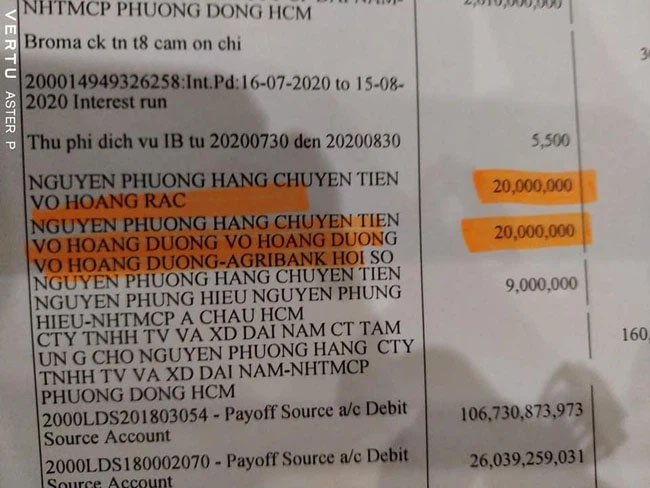 NHTMCP PHUONG DONG HCM
Broma ck tn t8 cam on chi
200014949326258:Int.Pd:16-07-2020 to 15-08-
2020 Interest run
Thu phi dich vu IB tu 20200730 den 20200830 5,500
NGUYEN PHUONG HANG CHUYEN TIEN 20,000,000
VO HOANG RAC
NGUYEN PHUONG HANG CHUYEN TIEN 20,000,000
VO HOANG DUONG VO HOANG DUONG
VO HOANG DUONG-AGRIBANK HOI SO
NGUYEN PHUONG HANG CHUYEN TIEN 9,000,000
NGUYEN PHUNG HIEU NGUYEN PHUNG
HIEU-NHTMCP A CHAU HCM
CTY TNHH TV VA XD DAI NAM CT TAM 160,
UN G CHO NGUYEN PHUONG HANG CTY
TNHH TV VA XD DAI NAM-NHTMCP
PHUONG DONG HCM
2000LDS201803054 - Payoff Source a/c Debit 106,730,873,973
Source Account
2000LDS180002070 - Payoff Source a/c Debit 26,039,259,031
Source Account
VERTU ASTER P